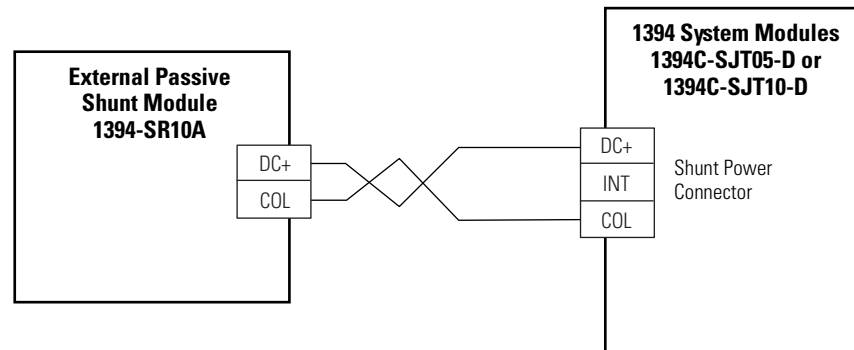 External Passive
Shunt Module
1394-SR10A
DC+
COL
1394 System Modules
1394C-SJT05-D or
1394C-SJT10-D
DC+
INT
COL
Shunt Power
Connector